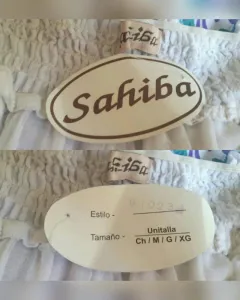 Sahiba
Estilo -
Tamaño - Unitalla
Ch / M / G / XG